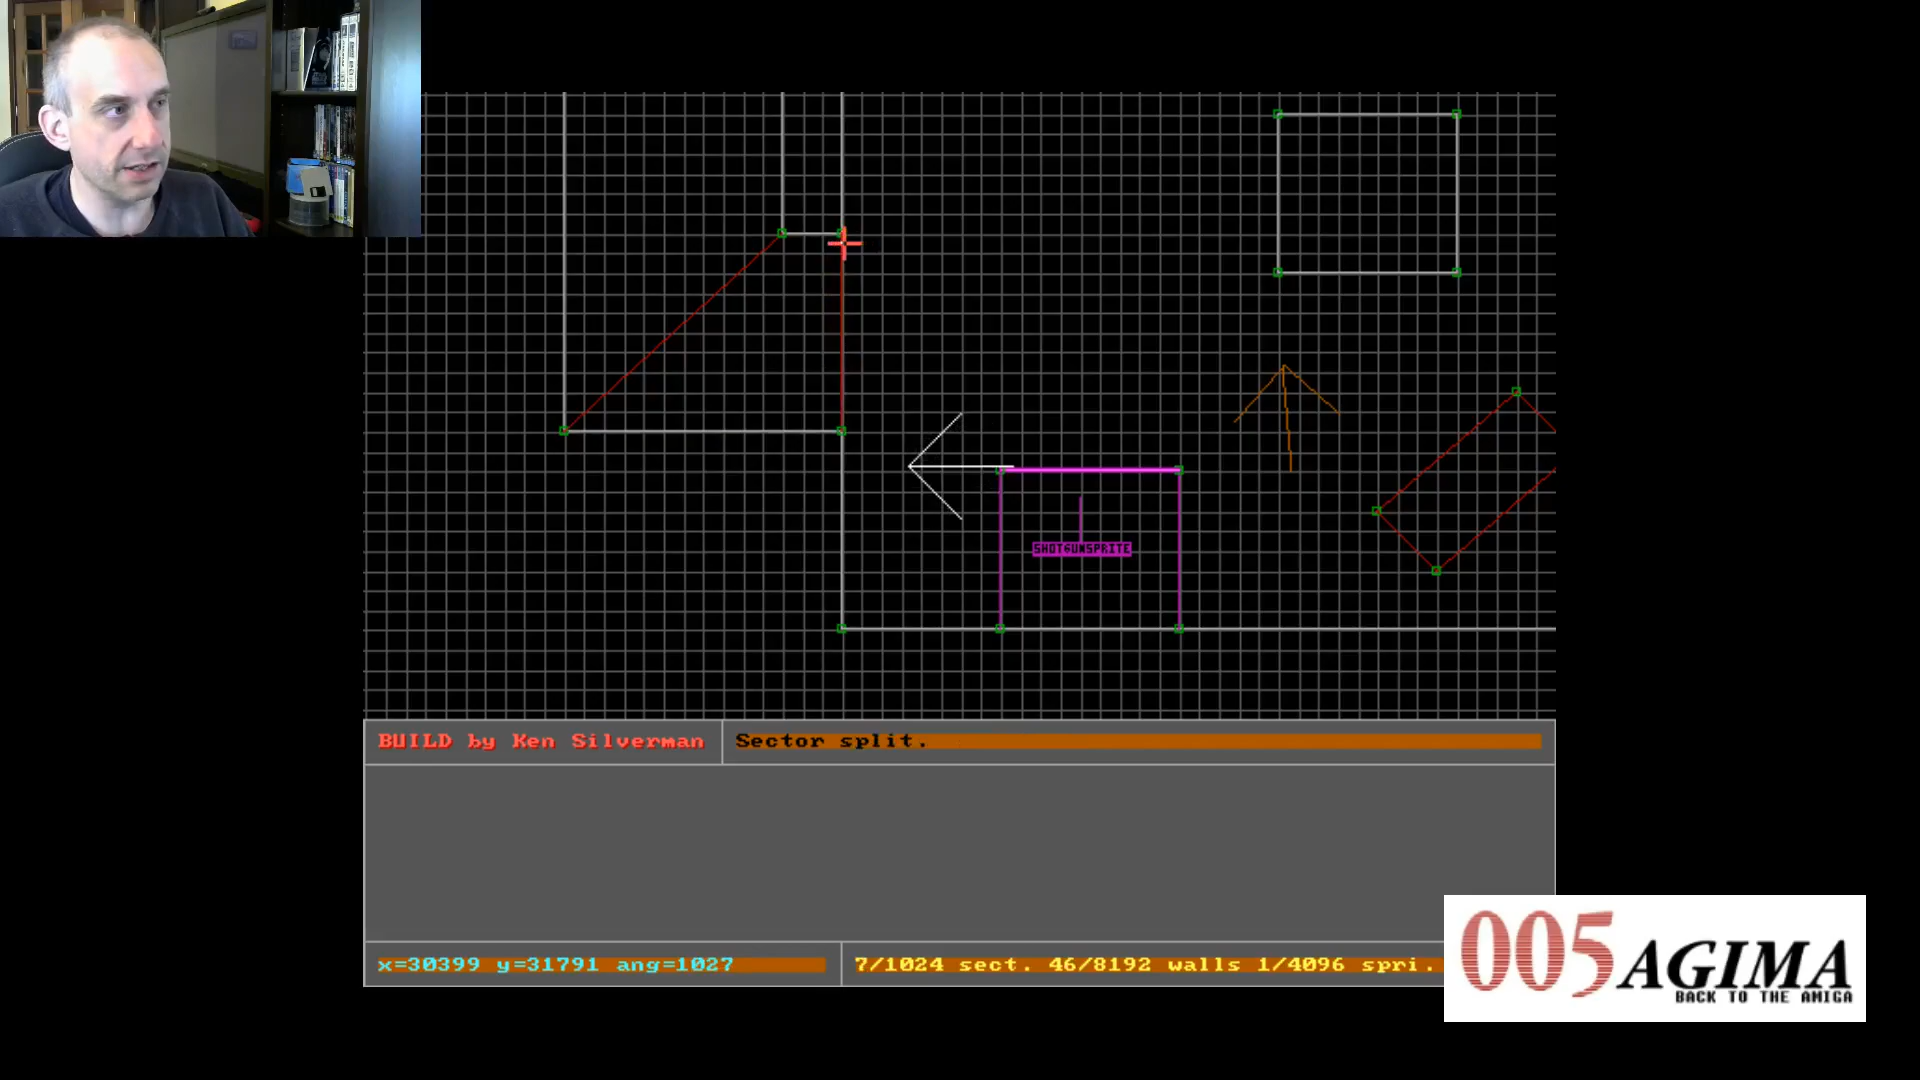 SHOTGUNSPRITE
BUILD by Ken Silverman
Sector split.
x=30399 y=31791 ang=1027
7/1024 sect. 46/8192 walls 1/4096 spri.
005AGIMA
BACK TO THE AMIGA